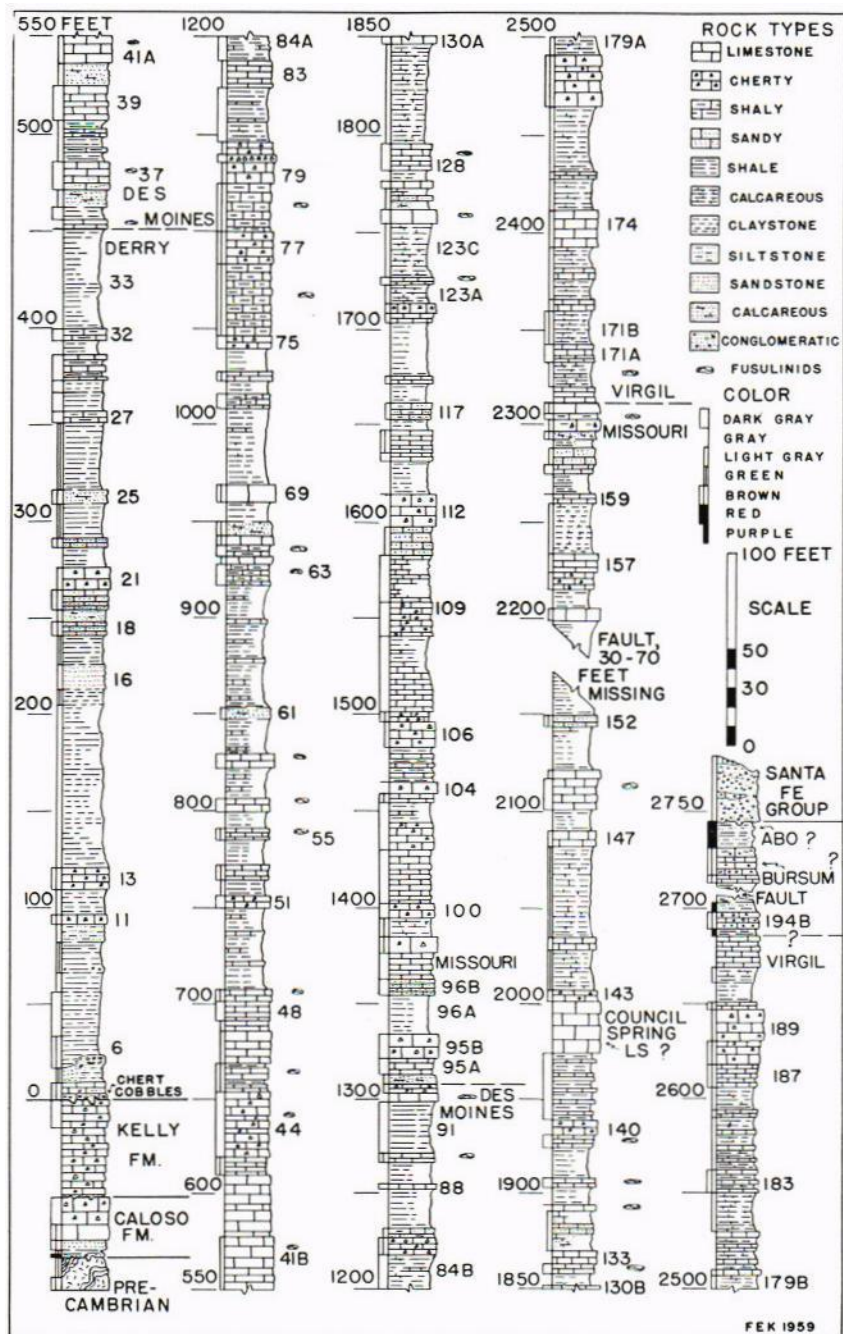 550 FEET
41A
39
500
37
DES
MOINES
DERRY
33
400
32
27
25
300
21
18
16
200
13
100
11
6
CHERT
COBBLES
0
KELLY
FM.
CALOSO
FM.
PRE-
CAMBRIAN
1200
84A
83
79
77
75
1000
69
63
900
61
800
55
51
700
48
44
600
41B
550
1850
130A
1800
128
123C
123A
1700
117
1600
112
109
1500
106
104
1400
100
MISSOURI
96B
96A
95B
95A
1300
DES
MOINES
91
88
84B
1200
2500
179A
2400
174
171B
171A
VIRGIL
2300
MISSOURI
159
157
2200
FAULT,
30-70
FEET
MISSING
152
2100
147
2000
143
COUNCIL
SPRING
LS ?
140
1900
133
1850
130B
ROCK TYPES
LIMESTONE
CHERTY
SHALY
SANDY
SHALE
CALCAREOUS
CLAYSTONE
SILTSTONE
SANDSTONE
CALCAREOUS
CONGLOMERATIC
FUSULINIDS
COLOR
DARK GRAY
GRAY
LIGHT GRAY
GREEN
BROWN
RED
PURPLE
100 FEET
SCALE
50
30
0
SANTA
FE
GROUP
2750
ABO ?
?
BURSUM
FAULT
2700
194B
?
VIRGIL
189
187
2600
183
2500
179B
FEK 1959